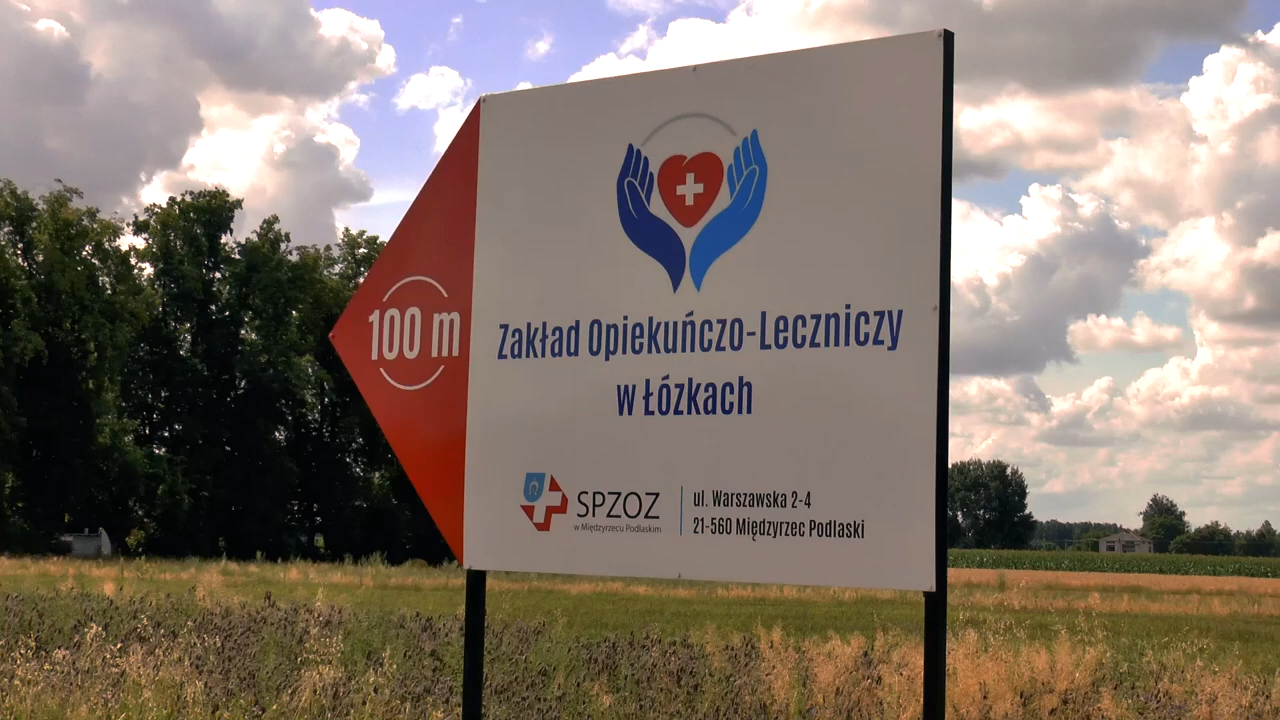 100 m
Zakład Opiekuńczo-Leczniczy
w Łózkach
SPZOZ
w Międzyrzecu Podlaskim
ul. Warszawska 2-4
21-560 Międzyrzec Podlaski